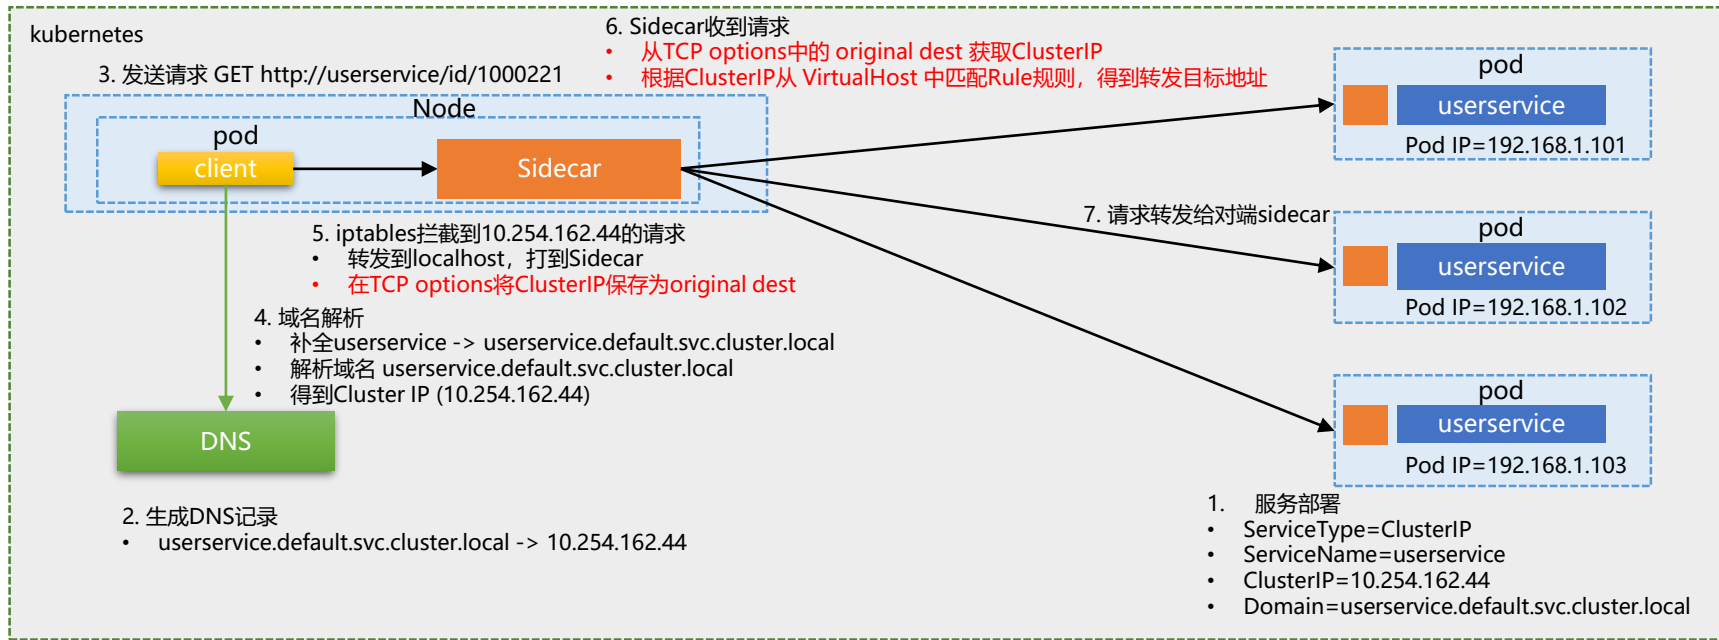 kubernetes
3. 发送请求 GET http://userservice/id/1000221
6. Sidecar收到请求
• 从TCP options中的 original dest 获取ClusterIP
• 根据ClusterIP从 VirtualHost 中匹配Rule规则，得到转发目标地址
Node
pod
client
Sidecar
5. iptables拦截到10.254.162.44的请求
• 转发到localhost，打到Sidecar
• 在TCP options将ClusterIP保存为original dest
4. 域名解析
• 补全userservice -> userservice.default.svc.cluster.local
• 解析域名 userservice.default.svc.cluster.local
• 得到Cluster IP (10.254.162.44)
DNS
2. 生成DNS记录
• userservice.default.svc.cluster.local -> 10.254.162.44
7. 请求转发给对端sidecar
pod
userservice
Pod IP=192.168.1.101
pod
userservice
Pod IP=192.168.1.102
pod
userservice
Pod IP=192.168.1.103
1. 服务部署
• ServiceType=ClusterIP
• ServiceName=userservice
• ClusterIP=10.254.162.44
• Domain=userservice.default.svc.cluster.local